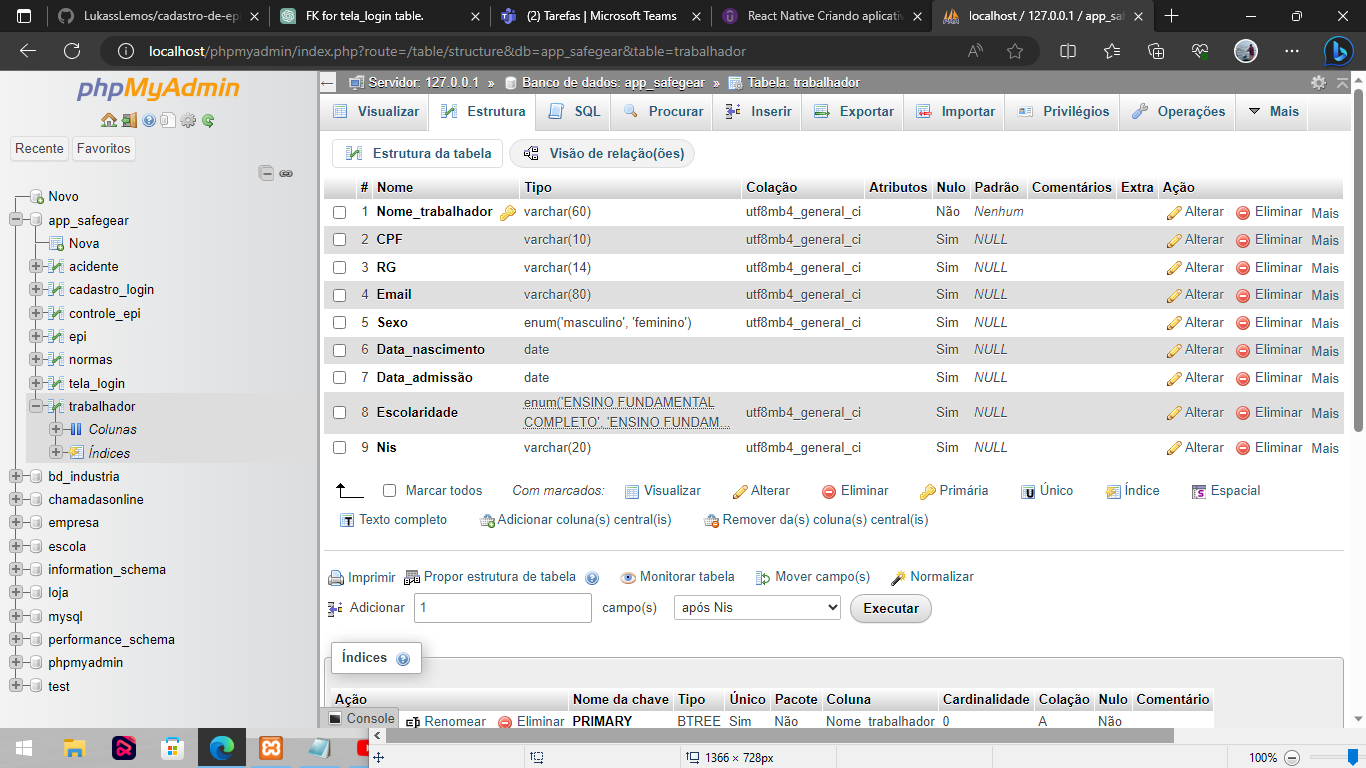 LukassLemos/cadastro-de-epi
FK for tela_login table.
(2) Tarefas | Microsoft Teams
React Native Criando aplicativ
localhost / 127.0.0.1 / app_saf
localhost/phpmyadmin/index.php?route=/table/structure&db=app_safegear&table=trabalhador
phpMyAdmin
Recente Favoritos
Novo
app_safegear
Nova
acidente
cadastro_login
controle_epi
epi
normas
tela_login
trabalhador
Colunas
Índices
bd_industria
chamadasonline
empresa
escola
information_schema
loja
mysql
performance_schema
phpmyadmin
test
Servidor: 127.0.0.1 » Banco de dados: app_safegear » Tabela: trabalhador
Visualizar Estrutura SQL Procurar Inserir Exportar Importar Privilégios Operações Mais
Estrutura da tabela Visão de relação(ões)
# Nome Tipo Colação Atributos Nulo Padrão Comentários Extra Ação
1 Nome_trabalhador varchar(60) utf8mb4_general_ci Não Nenhum Alterar Eliminar Mais
2 CPF varchar(10) utf8mb4_general_ci Sim NULL Alterar Eliminar Mais
3 RG varchar(14) utf8mb4_general_ci Sim NULL Alterar Eliminar Mais
4 Email varchar(80) utf8mb4_general_ci Sim NULL Alterar Eliminar Mais
5 Sexo enum('masculino', 'feminino') utf8mb4_general_ci Sim NULL Alterar Eliminar Mais
6 Data_nascimento date Sim NULL Alterar Eliminar Mais
7 Data_admissão date Sim NULL Alterar Eliminar Mais
8 Escolaridade enum('ENSINO FUNDAMENTAL
COMPLETO', 'ENSINO FUNDAM... utf8mb4_general_ci Sim NULL Alterar Eliminar Mais
9 Nis varchar(20) utf8mb4_general_ci Sim NULL Alterar Eliminar Mais
Marcar todos Com marcados: Visualizar Alterar Eliminar Primária Único Índice Espacial
Texto completo Adicionar coluna(s) central(is) Remover da(s) coluna(s) central(is)
Imprimir Propor estrutura de tabela Monitorar tabela Mover campo(s) Normalizar
Adicionar 1 campo(s) após Nis Executar
Índices
Ação Nome da chave Tipo Único Pacote Coluna Cardinalidade Colação Nulo Comentário
Console Renomear Eliminar PRIMARY BTREE Sim Não Nome_trabalhador 0 A Não
1366 × 728px 100%